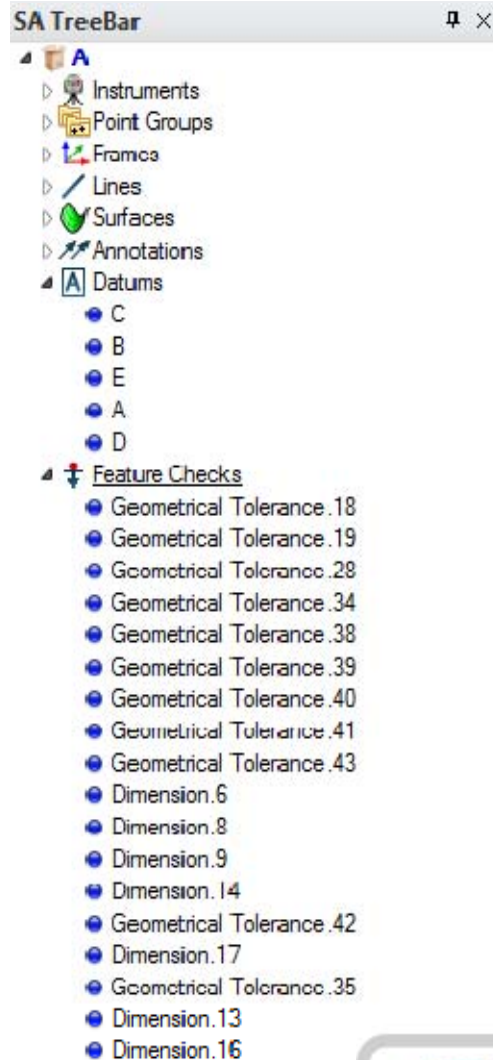 SA TreeBar
A
Instruments
Point Groups
Frames
Lines
Surfaces
Annotations
A Datums
C
B
E
A
D
Feature Checks
Geometrical Tolerance.18
Geometrical Tolerance.19
Geometrical Tolerance.28
Geometrical Tolerance.34
Geometrical Tolerance.38
Geometrical Tolerance.39
Geometrical Tolerance.40
Geometrical Tolerance.41
Geometrical Tolerance.43
Dimension.6
Dimension.8
Dimension.9
Dimension.14
Geometrical Tolerance.42
Dimension.17
Geometrical Tolerance.35
Dimension.13
Dimension.16